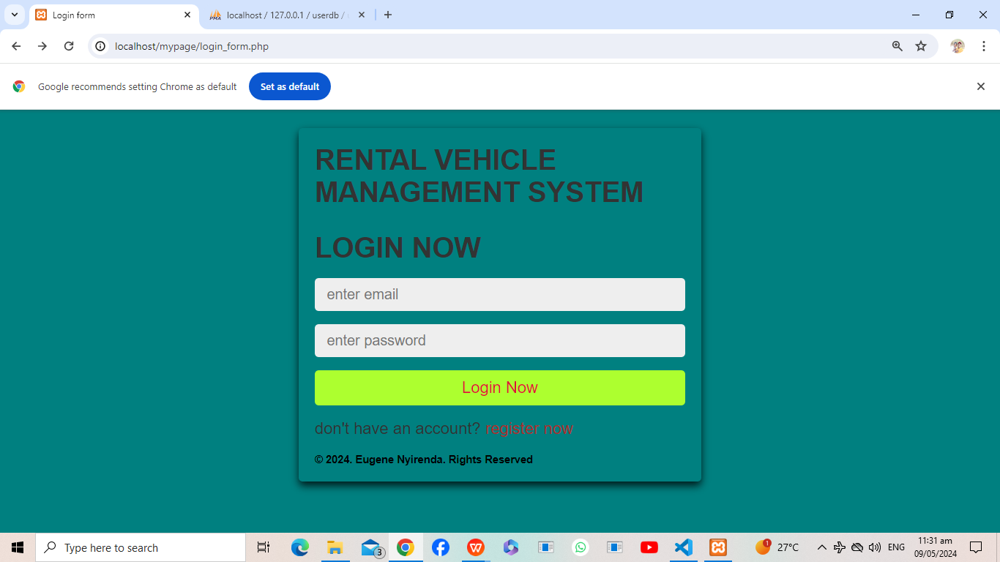 Login form
PMA localhost / 127.0.0.1 / userdb /
localhost/mypage/login_form.php
Google recommends setting Chrome as default
Set as default
RENTAL VEHICLE
MANAGEMENT SYSTEM
LOGIN NOW
enter email
enter password
Login Now
don't have an account? register now
© 2024. Eugene Nyirenda. Rights Reserved
Type here to search
3
W
1
27°C
ENG
11:31 am
09/05/2024